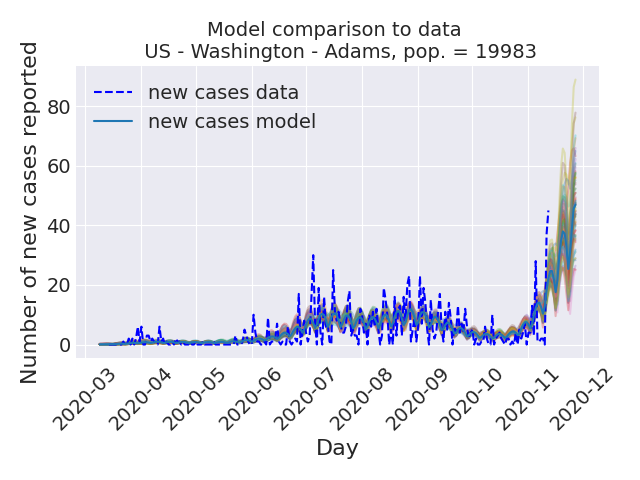 Model comparison to data
US - Washington - Adams, pop. = 19983
Number of new cases reported
new cases data
new cases model
80
60
40
20
0
2020-03
2020-04
2020-05
2020-06
2020-07
2020-08
2020-09
2020-10
2020-11
2020-12
Day